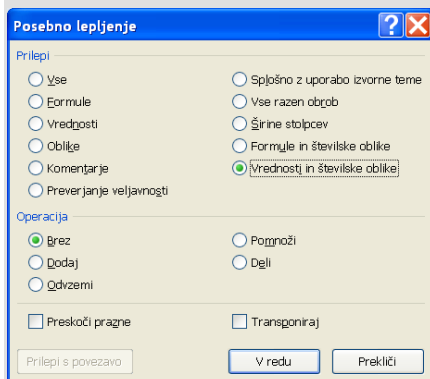 Posebno lepljenje
Prilepi
Vse
Splošno z uporabo izvorne teme
Formule
Vse razen obrob
Vrednosti
Širine stolpcev
Oblike
Formule in številske oblike
Komentarje
Vrednosti in številske oblike
Preverjanje veljavnosti
Operacija
Brez
Pomnoži
Dodaj
Deli
Odvzemi
Preskoči prazne
Transponiraj
Prilepi s povezavo
V redu
Prekliči